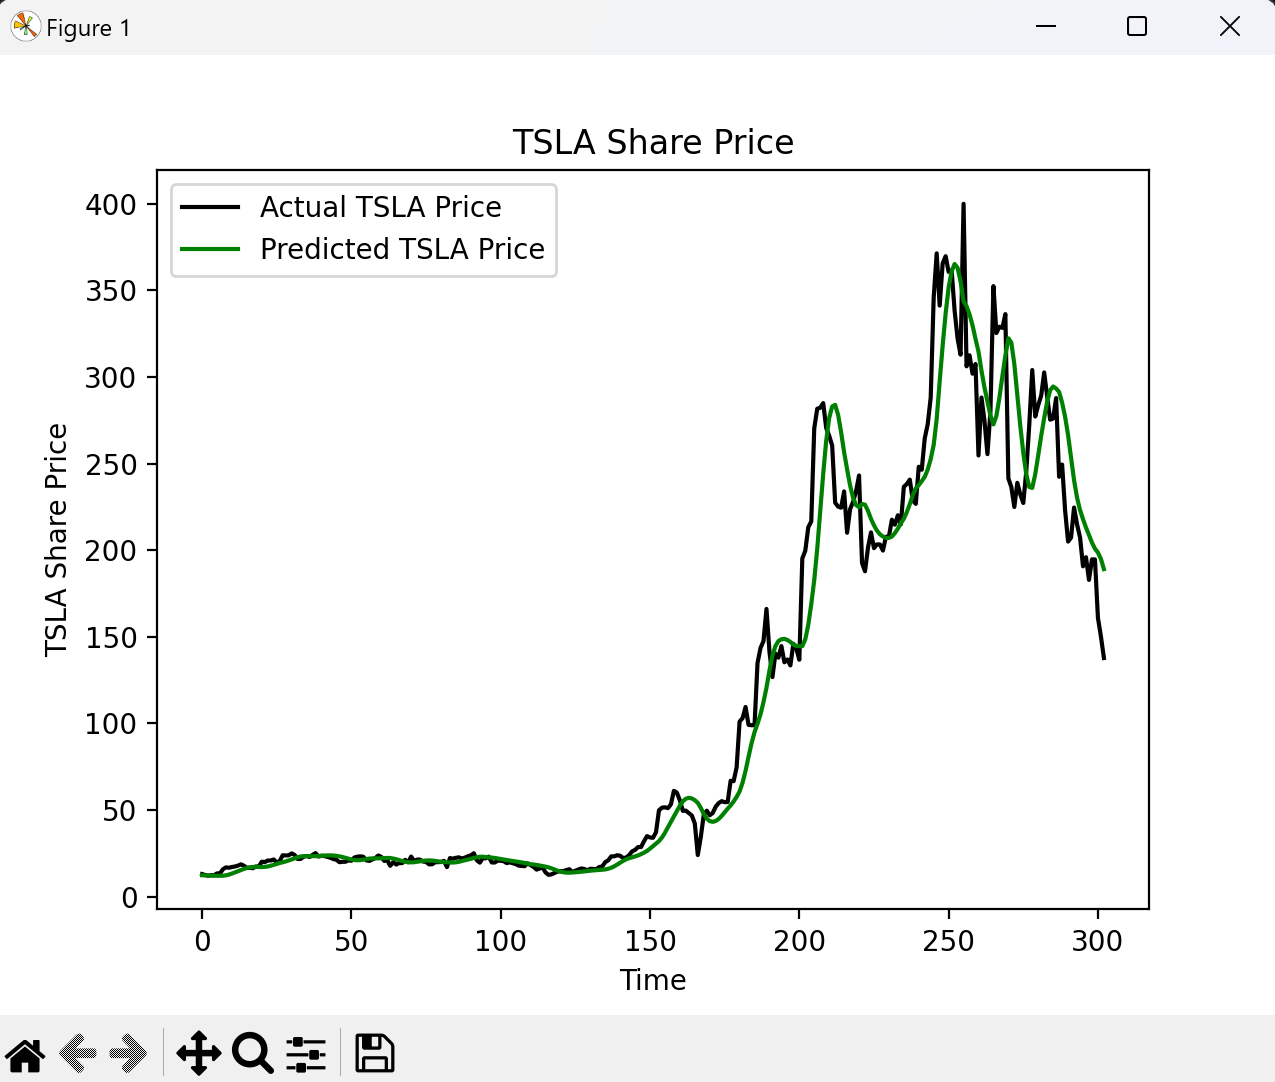 Figure 1
TSLA Share Price
Actual TSLA Price
Predicted TSLA Price
400
350
300
250
200
150
100
50
0
TSLA Share Price
0 50 100 150 200 250 300
Time